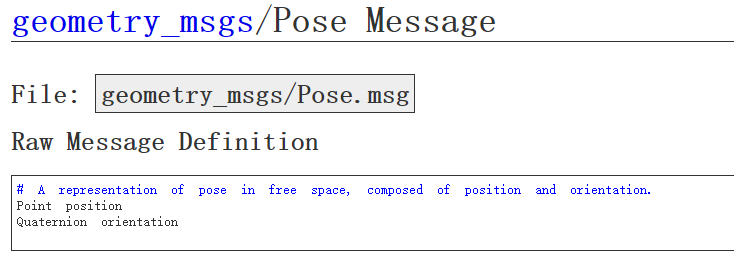 geometry_msgs/Pose Message
File: geometry_msgs/Pose.msg
Raw Message Definition
# A representation of pose in free space, composed of position and orientation.
Point position
Quaternion orientation